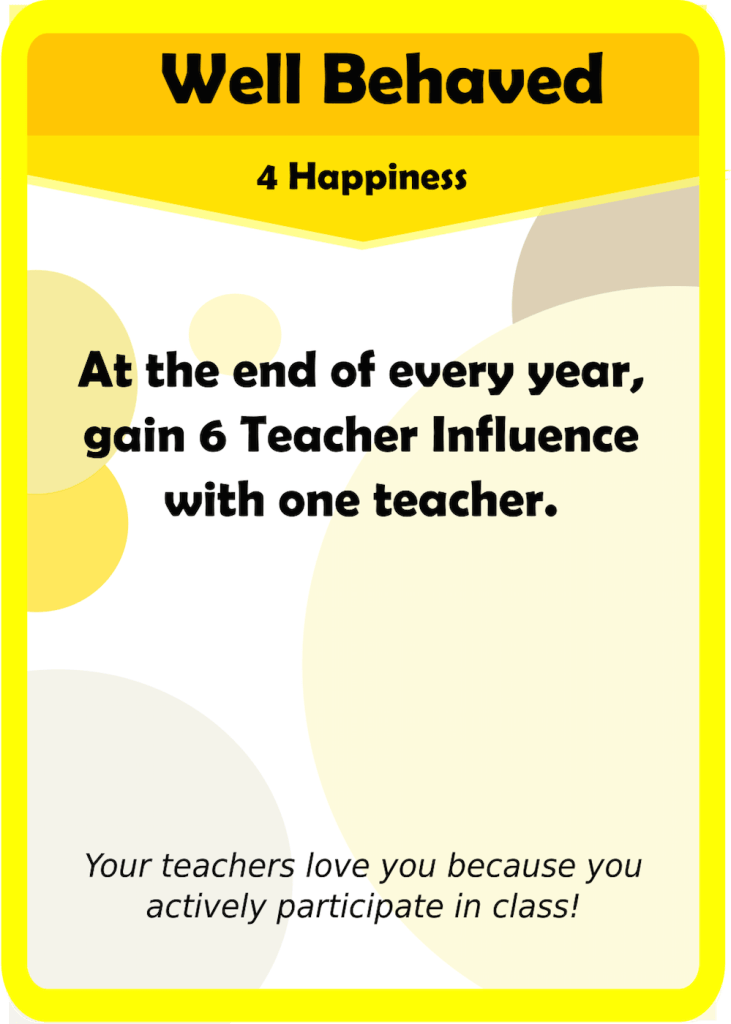 Well Behaved
4 Happiness
At the end of every year,
gain 6 Teacher Influence
with one teacher.
Your teachers love you because you
actively participate in class!